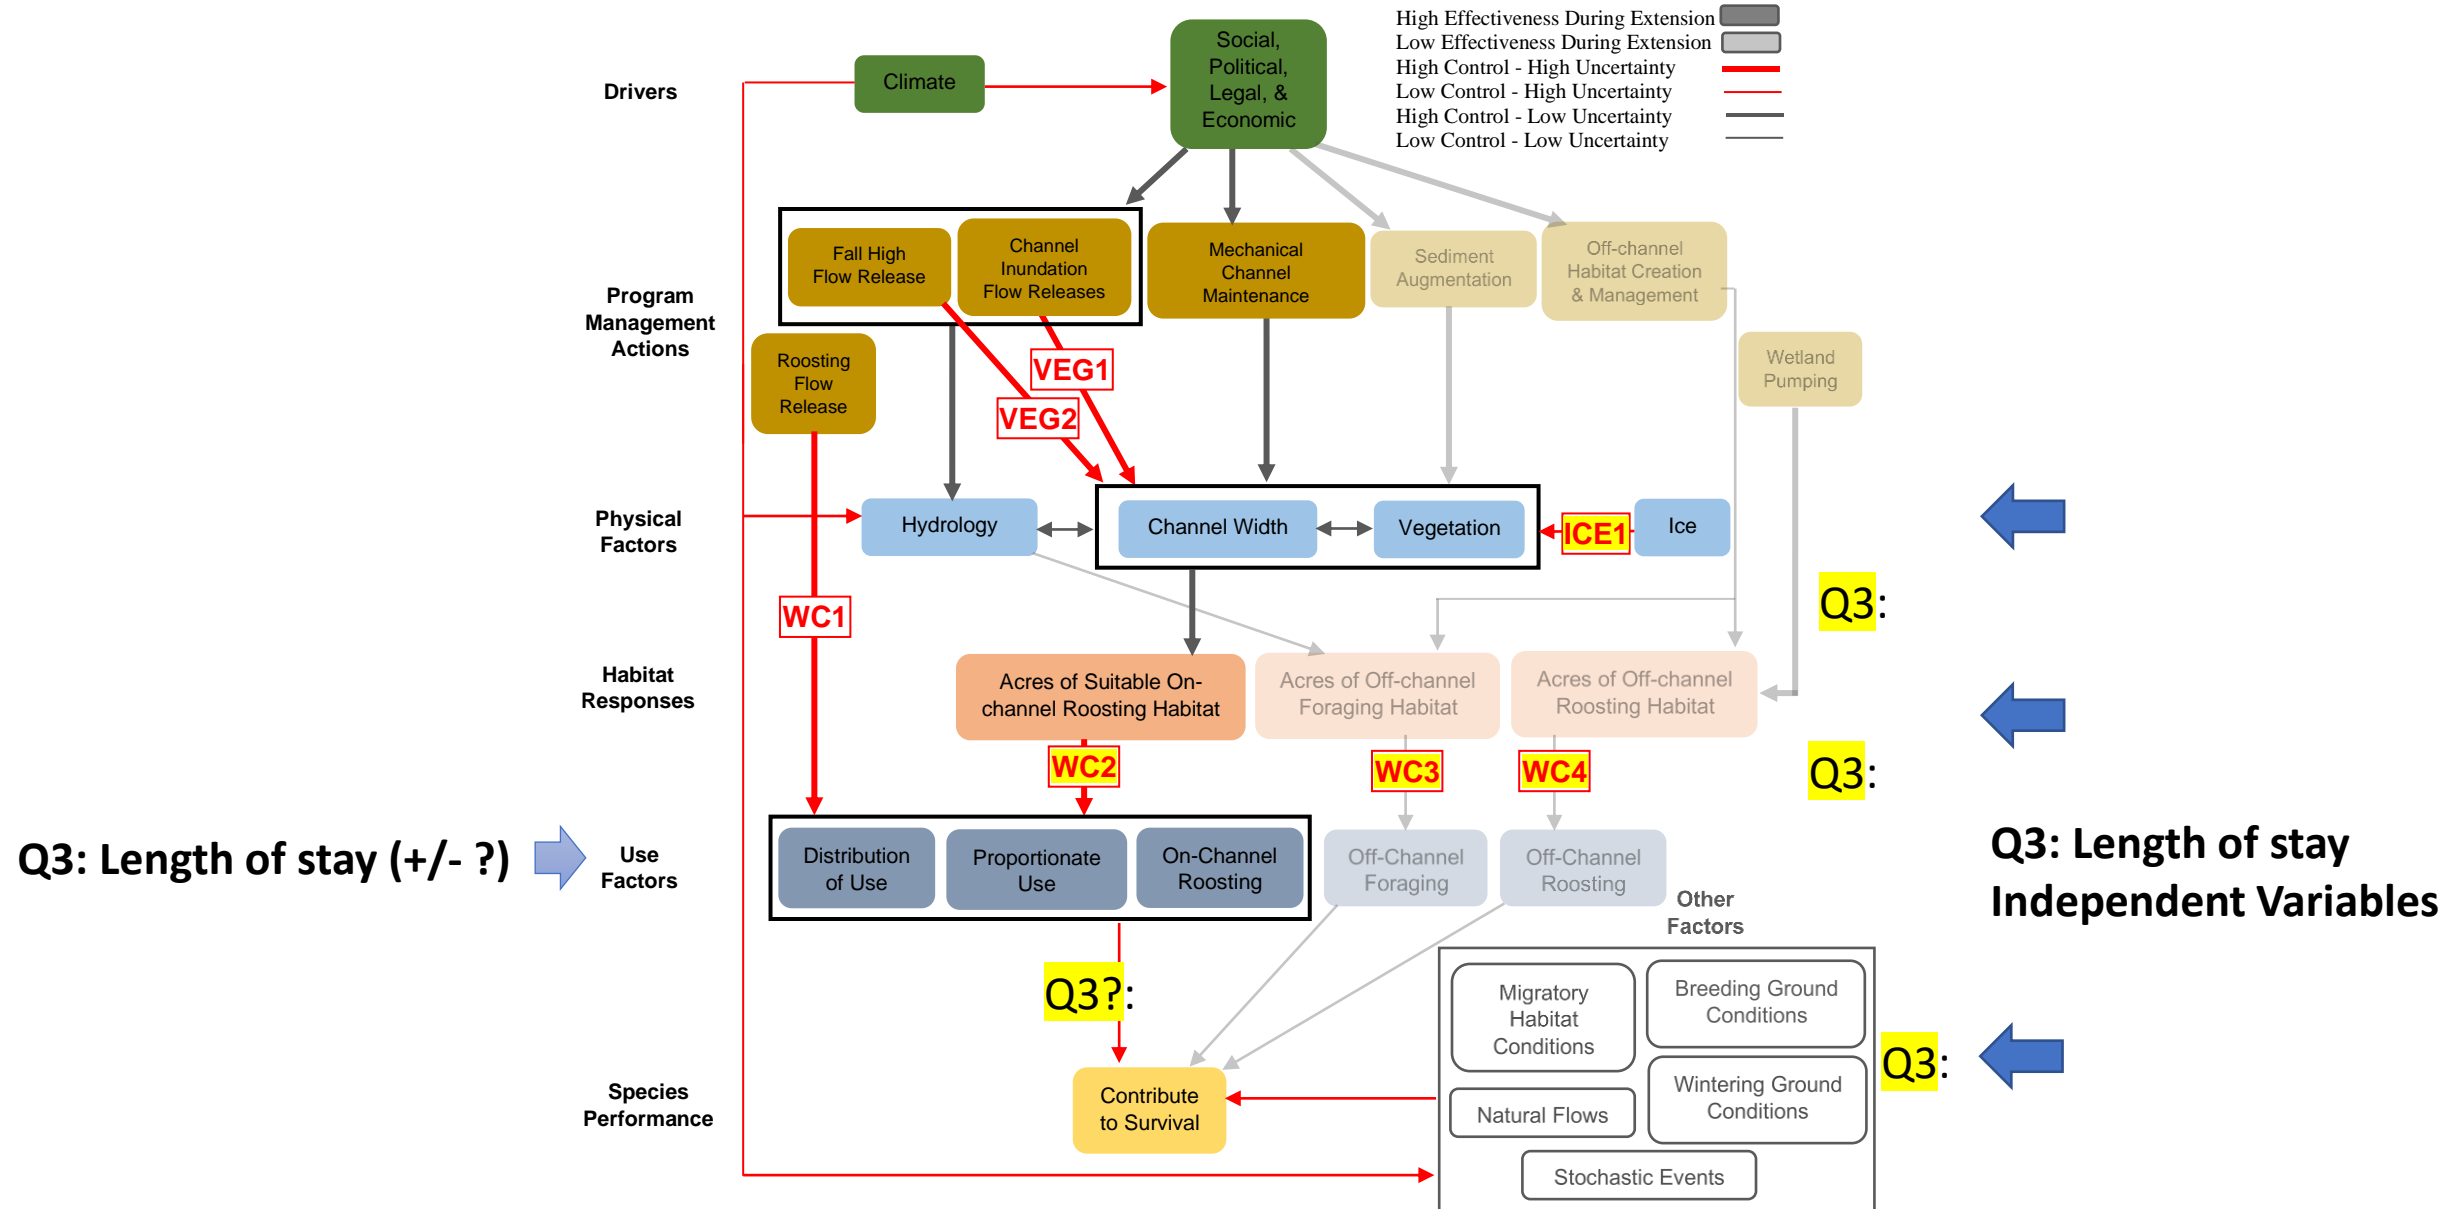 High Effectiveness During Extension
Low Effectiveness During Extension
High Control - High Uncertainty
Low Control - High Uncertainty
High Control - Low Uncertainty
Low Control - Low Uncertainty
Drivers
Climate
Social,
Political,
Legal, &
Economic
Program
Management
Actions
Fall High
Flow Release
Channel
Inundation
Flow Releases
Mechanical
Channel
Maintenance
Sediment
Augmentation
Off-channel
Habitat Creation
& Management
Roosting
Flow
Release
Wetland
Pumping
VEG1
VEG2
Physical
Factors
Hydrology
Channel Width
Vegetation
ICE1
Ice
WC1
Q3:
Habitat
Responses
Acres of Suitable On-
channel Roosting Habitat
Acres of Off-channel
Foraging Habitat
Acres of Off-channel
Roosting Habitat
WC2
WC3
WC4
Q3:
Q3: Length of stay (+/- ?)
Use
Factors
Distribution
of Use
Proportionate
Use
On-Channel
Roosting
Off-Channel
Foraging
Off-Channel
Roosting
Q3: Length of stay
Independent Variables
Other
Factors
Q3?:
Migratory
Habitat
Conditions
Breeding Ground
Conditions
Q3:
Natural Flows
Wintering Ground
Conditions
Stochastic Events
Species
Performance
Contribute
to Survival